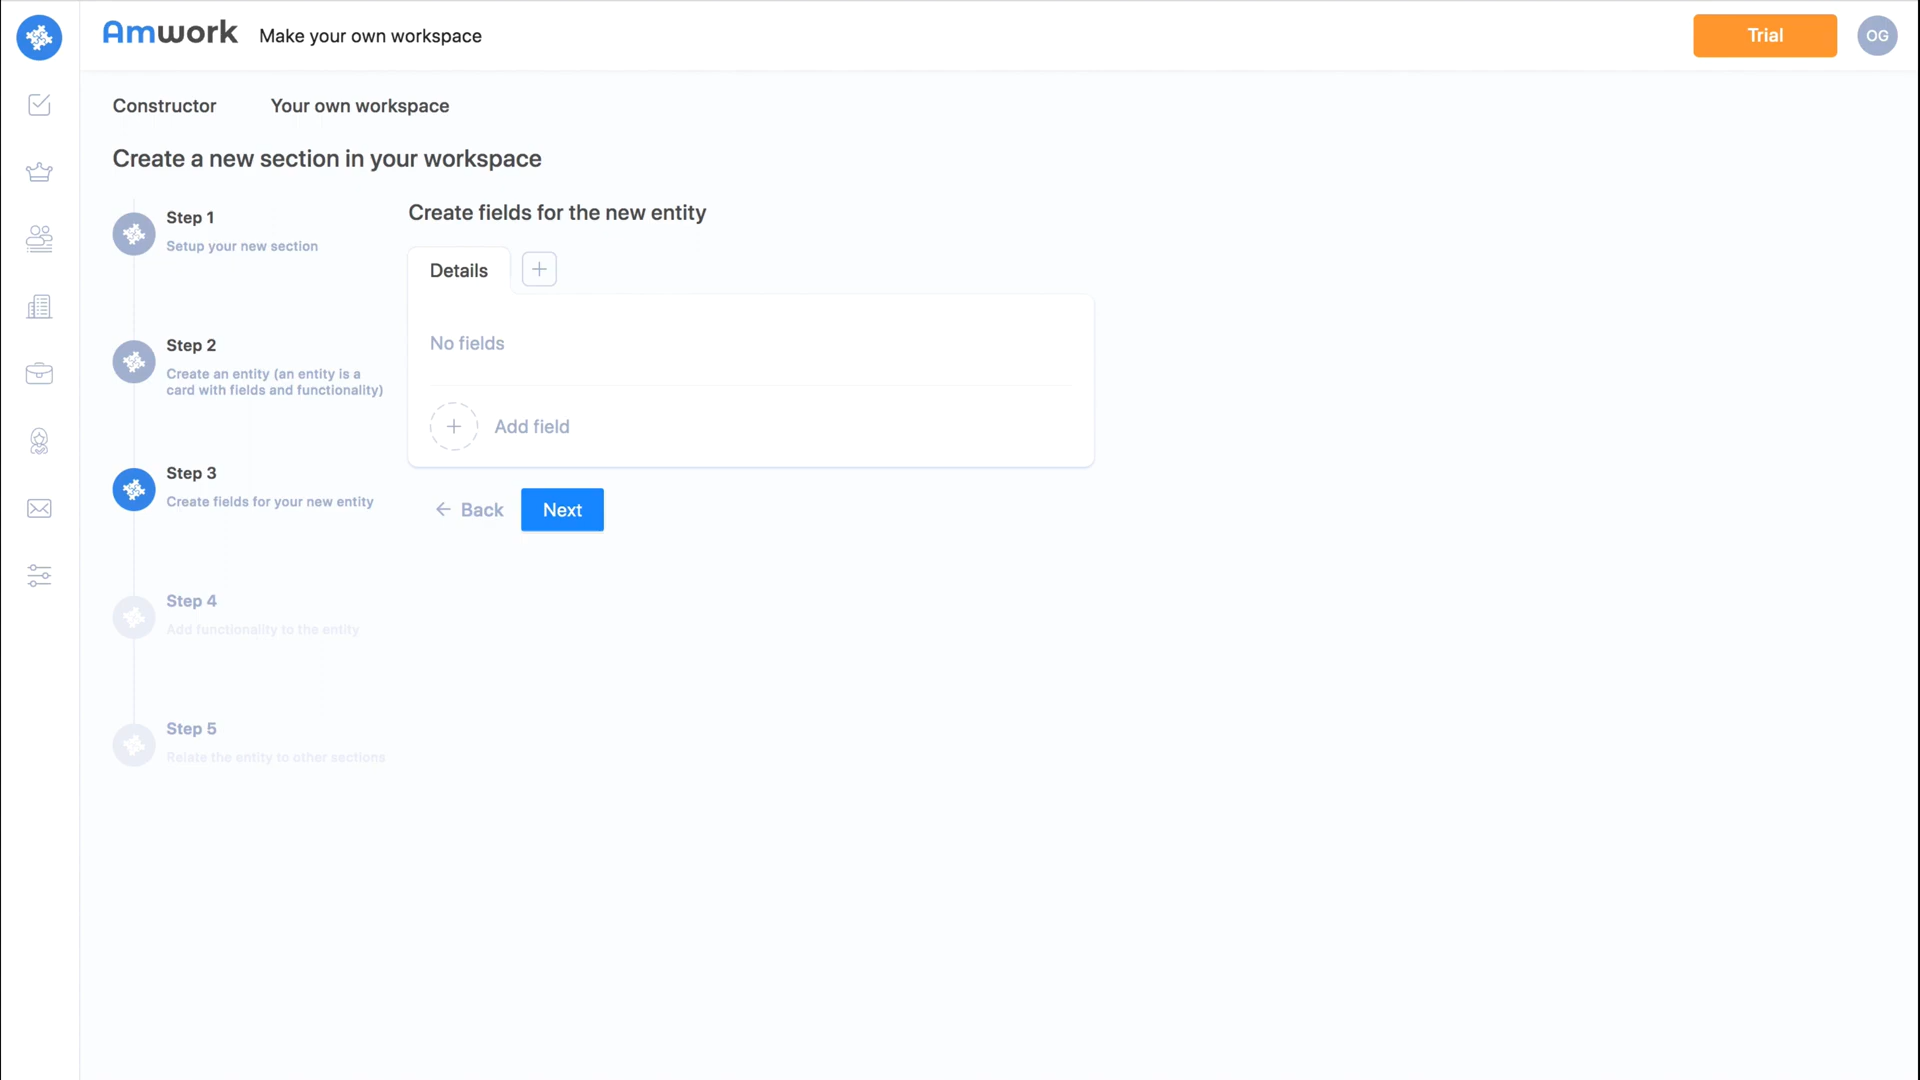 Amwork Make your own workspace
Trial
OG
Constructor Your own workspace
Create a new section in your workspace
Step 1
Setup your new section
Step 2
Create an entity (an entity is a
card with fields and functionality)
Step 3
Create fields for your new entity
Step 4
Add functionality to the entity
Step 5
Relate the entity to other sections
Create fields for the new entity
Details
No fields
Add field
Back Next